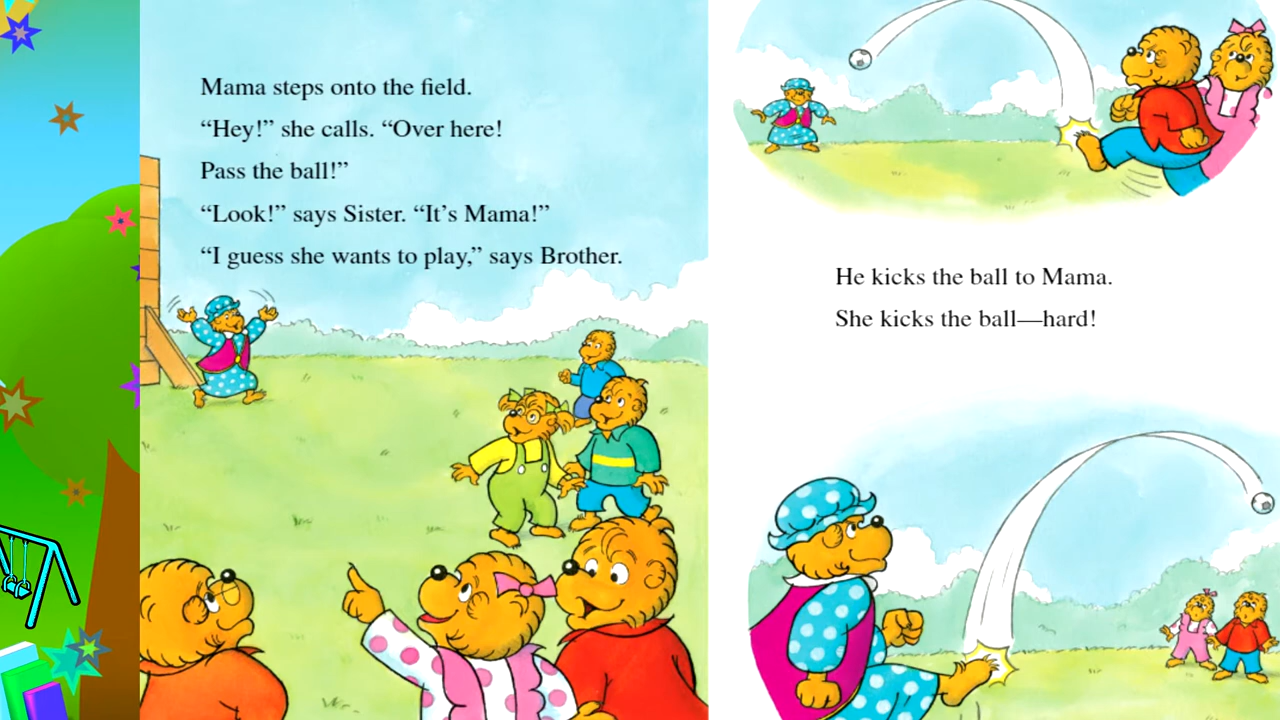 Mama steps onto the field.
“Hey!” she calls. “Over here!
Pass the ball!”
“Look!” says Sister. “It’s Mama!”
“I guess she wants to play,” says Brother.
He kicks the ball to Mama.
She kicks the ball—hard!